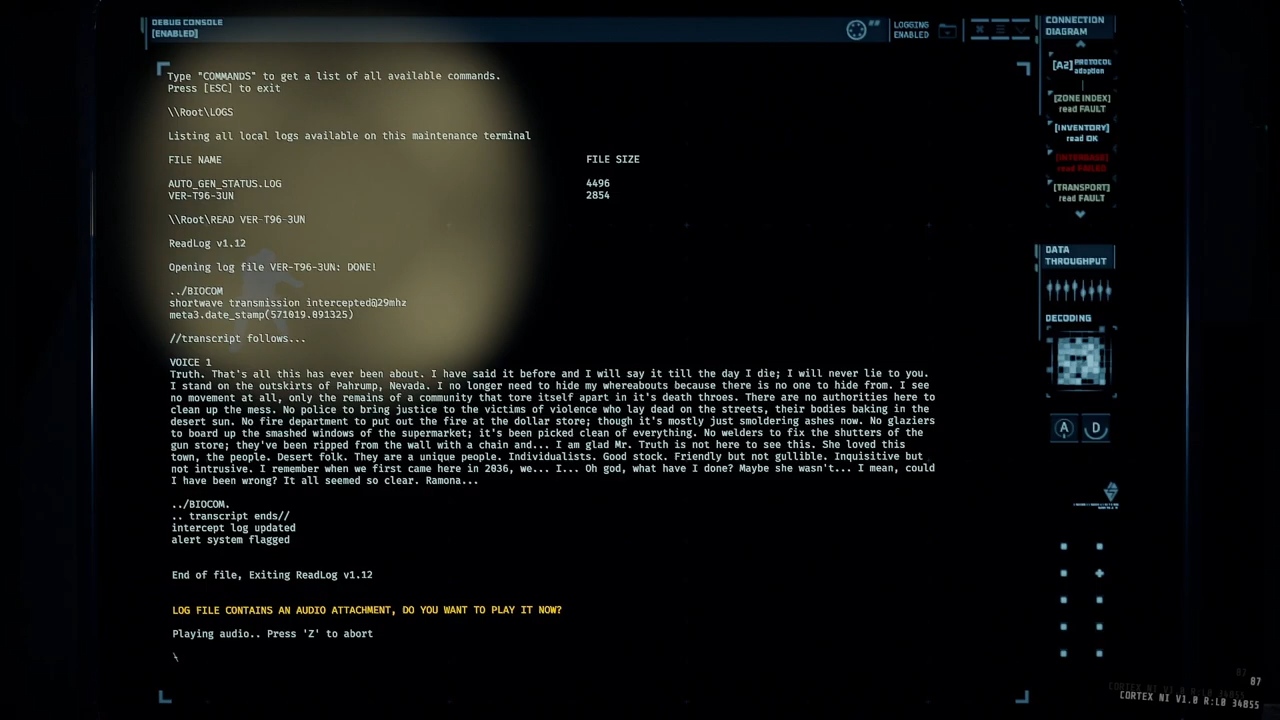 DEBUG CONSOLE
[ENABLED]
LOGGING
ENABLED
Type "COMMANDS" to get a list of all available commands.
Press [ESC] to exit
\\Root\LOGS
Listing all local logs available on this maintenance terminal
FILE NAME FILE SIZE
AUTO_GEN_STATUS.LOG 4496
VER-T96-3UN 2854
\\Root\READ VER-T96-3UN
ReadLog v1.12
Opening log file VER-T96-3UN: DONE!
../BIOCOM
shortwave transmission intercepted@29mhz
meta3.date_stamp(571019.091325)
//transcript follows...
VOICE 1
Truth. That's all this has ever been about. I have said it before and I will say it till the day I die; I will never lie to you.
I stand on the outskirts of Pahrump, Nevada. I no longer need to hide my whereabouts because there is no one to hide from. I see
no movement at all, only the remains of a community that tore itself apart in it's death throes. There are no authorities here to
clean up the mess. No police to bring justice to the victims of violence who lay dead on the streets, their bodies baking in the
desert sun. No fire department to put out the fire at the dollar store; though it's mostly just smoldering ashes now. No glaziers
to board up the smashed windows of the supermarket; it's been picked clean of everything. No welders to fix the shutters of the
gun store; they've been ripped from the wall with a chain and... I am glad Mr. Truth is not here to see this. She loved this
town, the people. Desert folk. They are a unique people. Individualists. Good stock. Friendly but not gullible. Inquisitive but
not intrusive. I remember when we first came here in 2036, we... I... Oh god, what have I done? Maybe she wasn't... I mean, could
I have been wrong? It all seemed so clear. Ramona...
../BIOCOM.
.. transcript ends//
intercept log updated
alert system flagged
End of file, Exiting ReadLog v1.12
LOG FILE CONTAINS AN AUDIO ATTACHMENT, DO YOU WANT TO PLAY IT NOW?
Playing audio.. Press 'Z' to abort
\
CONNECTION
DIAGRAM
[A2] PROTOCOL
adoption
[ZONE INDEX]
read FAULT
[INVENTORY]
read OK
read FAILED
[TRANSPORT]
read FAULT
DATA
THROUGHPUT
DECODING
A D
87
CORTEX NI V1.0 R:L0 34855